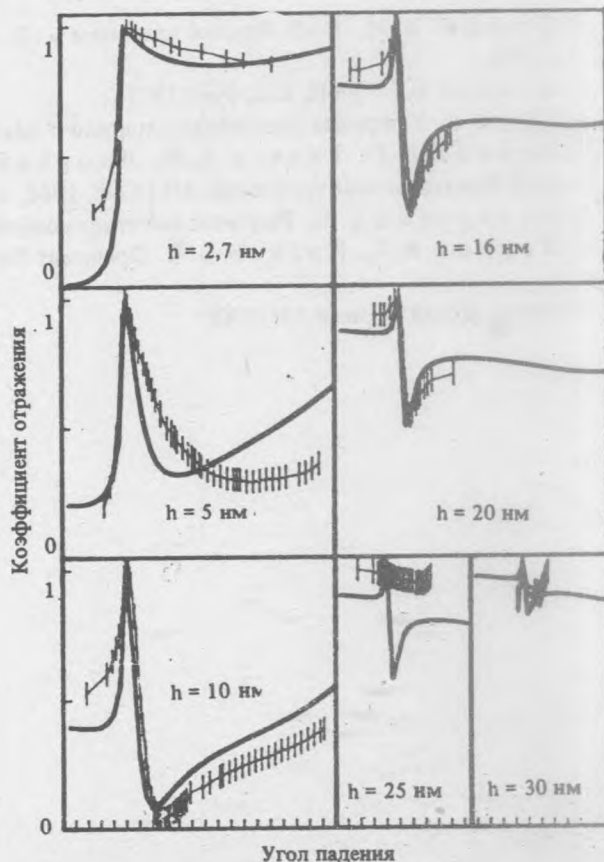 1
0
h = 2,7 нм
h = 16 нм
1
0
h = 5 нм
h = 20 нм
1
0
h = 10 нм
h = 25 нм
h = 30 нм
Коэффициент отражения
Угол падения